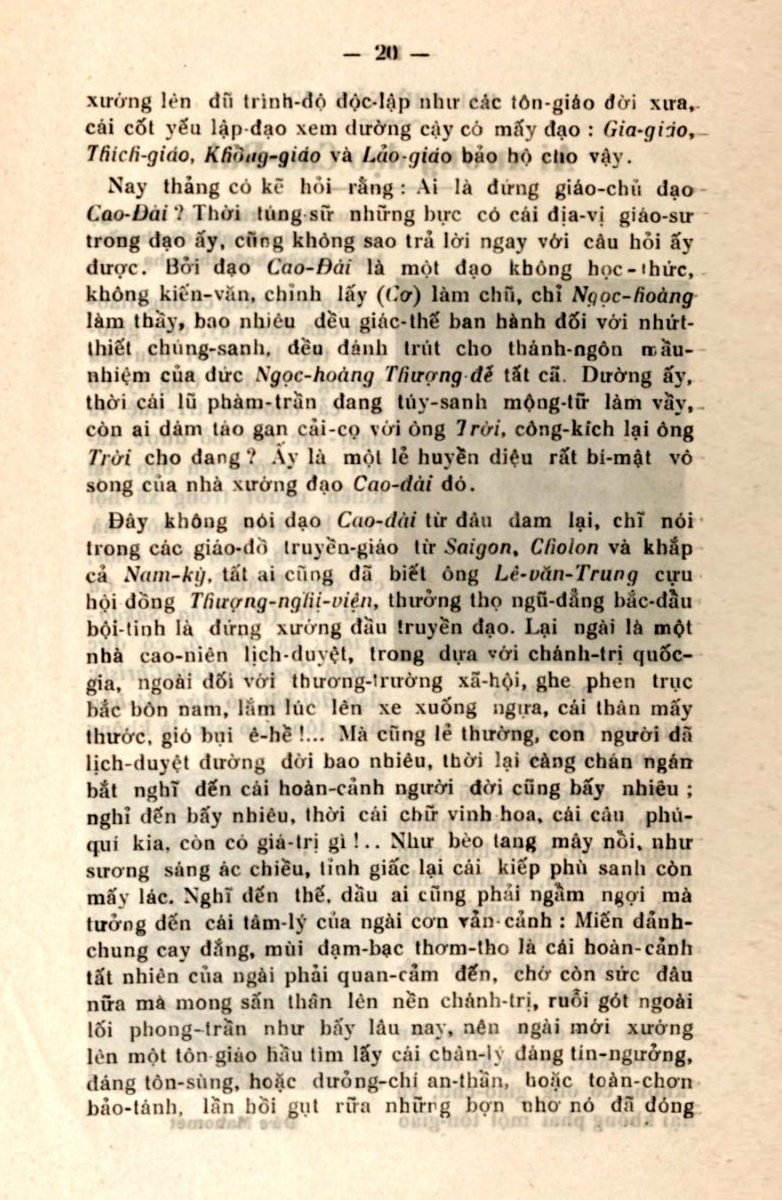 — 20 —
xướng lên đũ trình-độ độc-lập như các tôn-giáo đời xưa,
cái cốt yếu lập-đạo xem dường cậy có mấy đạo : Gia-giáo,
Thích-giáo, Khổng-giáo và Lảo-giáo bảo hộ cho vậy.
Nay thảng có kẽ hỏi rằng : Ai là đứng giáo-chủ đạo
Cao-Đài ? Thời túng-sữ những bực có cái địa-vị giáo-sư
trong đạo ấy, cũng không sao trả lời ngay với câu hỏi ấy
được. Bởi đạo Cao-Đài là một đạo không học-thức,
không kiến-văn, chỉnh lấy (Cơ) làm chũ, chỉ Ngọc-hoàng
làm thầy, bao nhiêu đều giác-thế ban hành đối với nhứt-
thiết chúng-sanh, đều đánh trút cho thánh-ngôn mầu-
nhiệm của đức Ngọc-hoàng Thượng-đế tất cã. Dường ấy,
thời cái lũ phàm-trần đang túy-sanh mộng-tữ làm vầy,
còn ai dám táo gan cải-cọ với ông Trời, công-kích lại ông
Trời cho đang ? Ấy là một lẻ huyền diệu rất bí-mật vô
song của nhà xướng đạo Cao-đài đó.
Đây không nói đạo Cao-đài từ đâu đam lại, chĩ nói
trong các giáo-đồ truyền-giáo từ Saigon, Cholon và khắp
cả Nam-kỳ, tất ai cũng đã biết ông Lê-văn-Trung cựu
hội đồng Thượng-nghị-viện, thưởng thọ ngũ-đẳng bắc-đẩu
bội-tinh là đứng xướng đầu truyền đạo. Lại ngài là một
nhà cao-niên lịch-duyệt, trong dựa với chánh-trị quốc-
gia, ngoài đối với thương-trường xã-hội, ghe phen trục
bắc bôn nam, lắm lúc lên xe xuống ngựa, cái thân mấy
thước, gió bụi ê-hề !... Mà cũng lẻ thường, con người đã
lịch-duyệt đường đời bao nhiêu, thời lại càng chán ngán
bắt nghĩ đến cái hoàn-cảnh người đời cũng bấy nhiêu ;
nghĩ đến bấy nhiêu, thời cái chữ vinh hoa, cái câu phú-
quí kia, còn có giá-trị gì !.. Như bèo tang mây nồi, như
sương sáng ác chiều, tỉnh giấc lại cái kiếp phù sanh còn
mấy lác. Nghĩ đến thế, dầu ai cũng phải ngẫm ngợi mà
tưởng đến cái tâm-lý của ngài cơn vản-cảnh : Miến đảnh-
chung cay đắng, mùi đạm-bạc thơm-tho là cái hoàn-cảnh
tất nhiên của ngài phải quan-cảm đến, chớ còn sức đâu
nữa mà mong sấn thân lên nền chánh-trị, ruỗi gót ngoài
lối phong-trần như bấy lâu nay, nên ngài mới xướng
lên một tôn-giáo hầu tìm lấy cái chân-lý đáng tín-ngưởng,
đáng tôn-sùng, hoặc dưởng-chí an-thần, hoặc toàn-chơn
bảo-tánh, lần hồi gụt rữa những bợn nhơ nó đã đóng